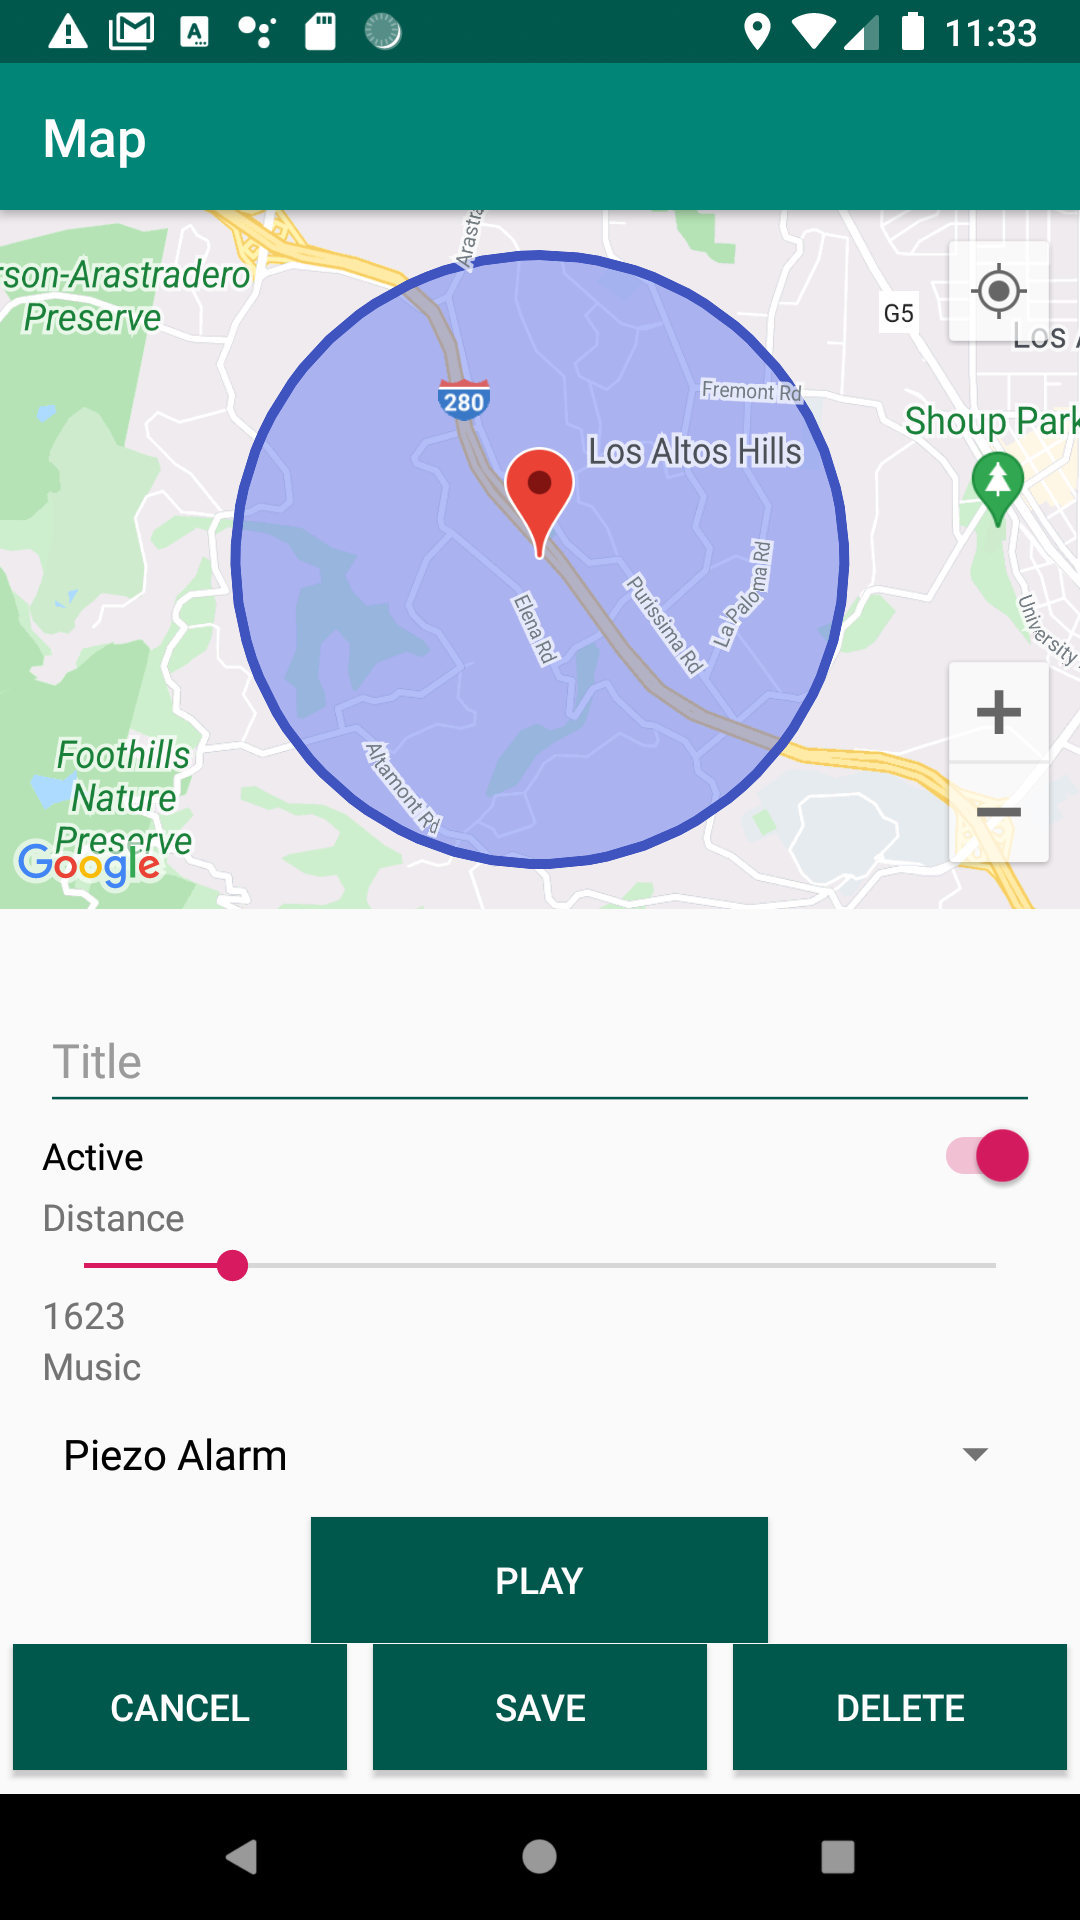 11:33
Map
Arastra
rson-Arastradero
Preserve
G5
Los A
Fremont Rd
280
Los Altos Hills
Shoup Park
La Paloma Rd
Purissima Rd
Elena Rd
University
Altamont Rd
Foothills
Nature
Preserve
Google
Title
Active
Distance
1623
Music
Piezo Alarm
PLAY
CANCEL
SAVE
DELETE